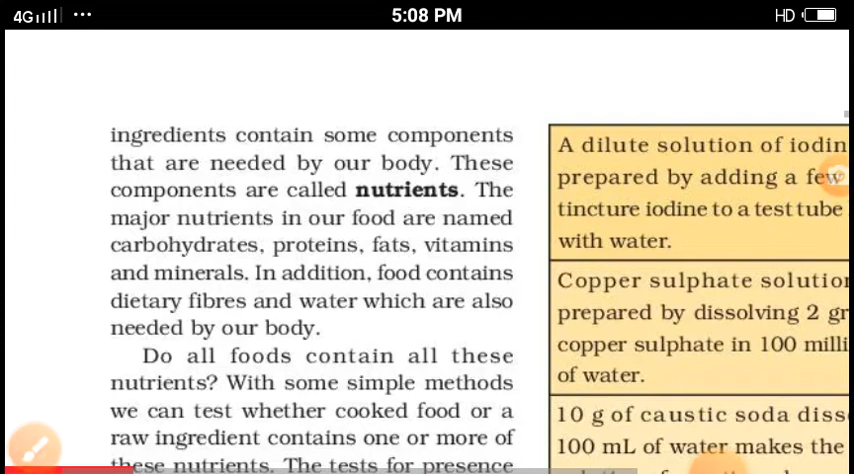 4G
5:08 PM
HD
ingredients contain some components
that are needed by our body. These
components are called nutrients. The
major nutrients in our food are named
carbohydrates, proteins, fats, vitamins
and minerals. In addition, food contains
dietary fibres and water which are also
needed by our body.
Do all foods contain all these
nutrients? With some simple methods
we can test whether cooked food or a
raw ingredient contains one or more of
these nutrients. The tests for presence
A dilute solution of iodin
prepared by adding a few
tincture iodine to a test tube
with water.
Copper sulphate solution
prepared by dissolving 2 gr
copper sulphate in 100 milli
of water.
10 g of caustic soda diss
100 mL of water makes the